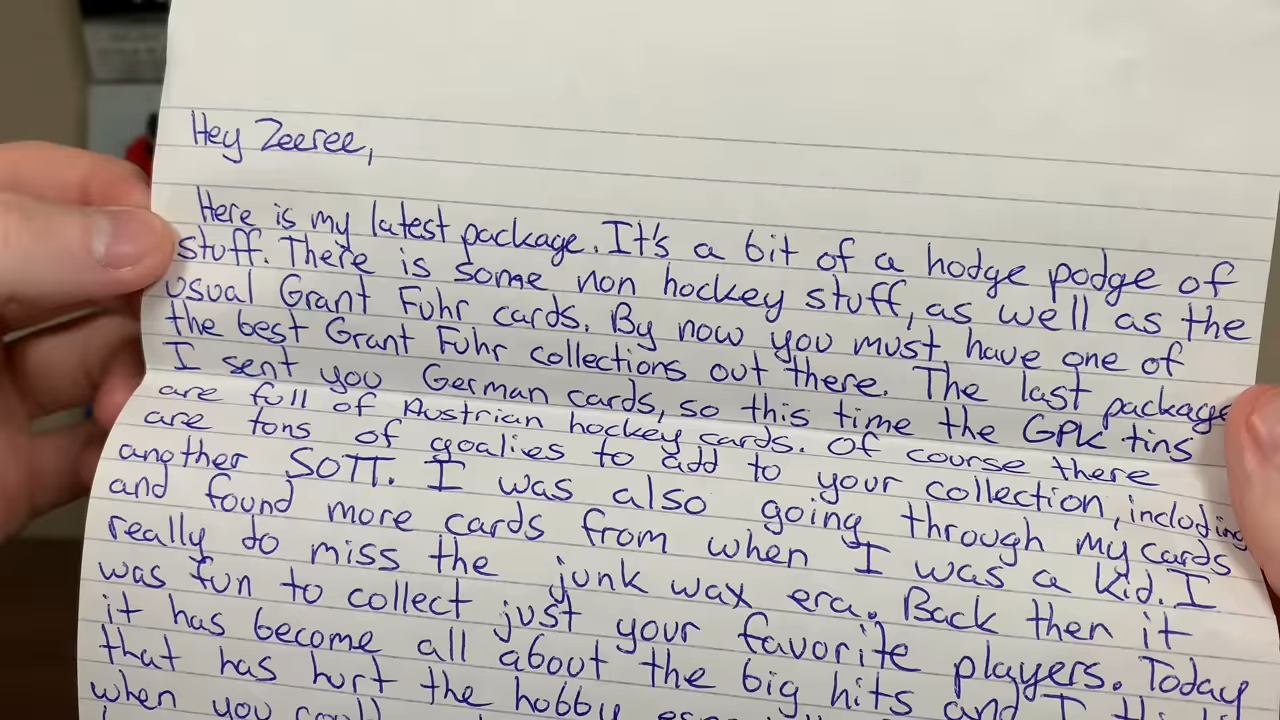 Hey Zeeree,
Here is my latest package. It's a bit of a hodge podge of
stuff. There is some non hockey stuff, as well as the
usual Grant Fuhr cards. By now you must have one of
the best Grant Fuhr collections out there. The last package
I sent you German cards, so this time the GPK tins
are full of Austrian hockey cards. Of course there
are tons of goalies to add to your collection, including
another SOTT. I was also going through my cards
and found more cards from when I was a kid. I
really do miss the junk wax era. Back then it
was fun to collect just your favorite players. Today
it has become all about the big hits and I
that has hurt the hobby
when you